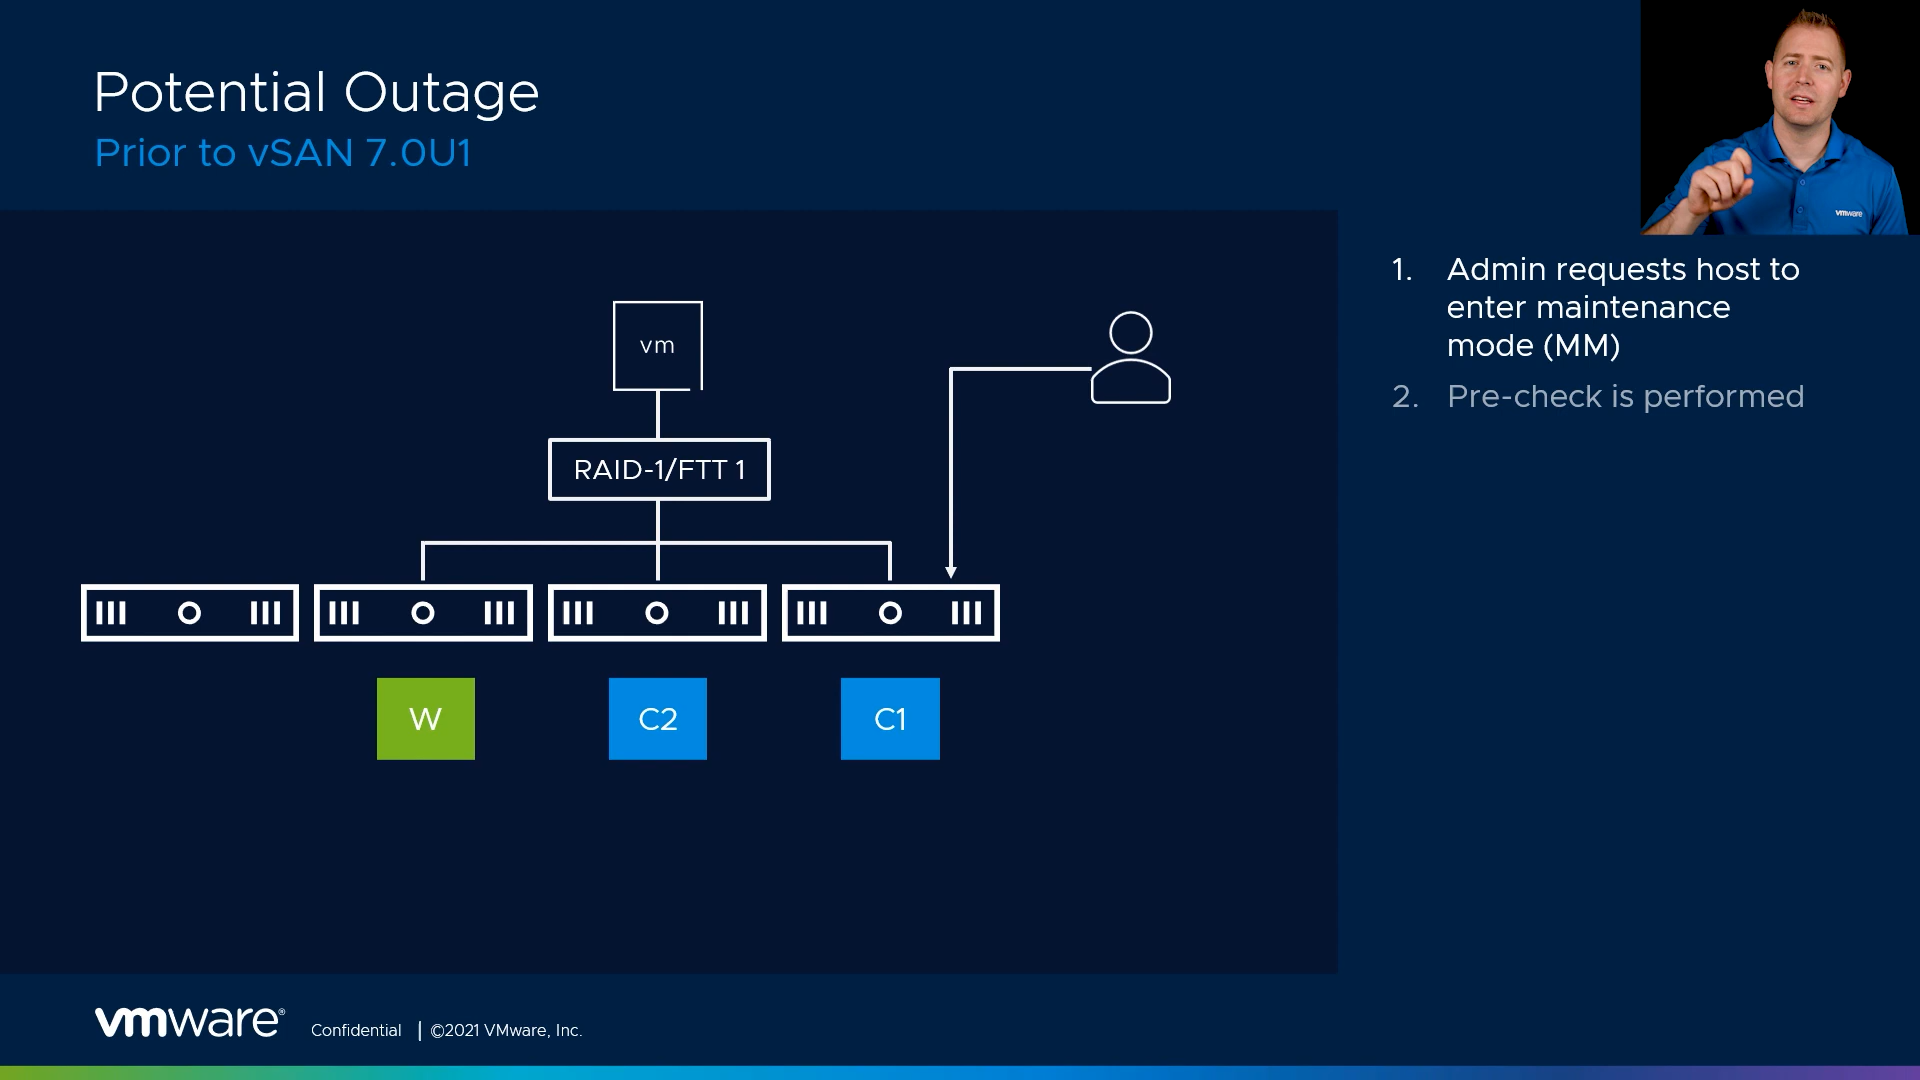 Potential Outage
Prior to vSAN 7.0U1
vmware
1. Admin requests host to
enter maintenance
mode (MM)
2. Pre-check is performed
vm
RAID-1/FTT 1
W
C2
C1
vmware®
Confidential | ©2021 VMware, Inc.